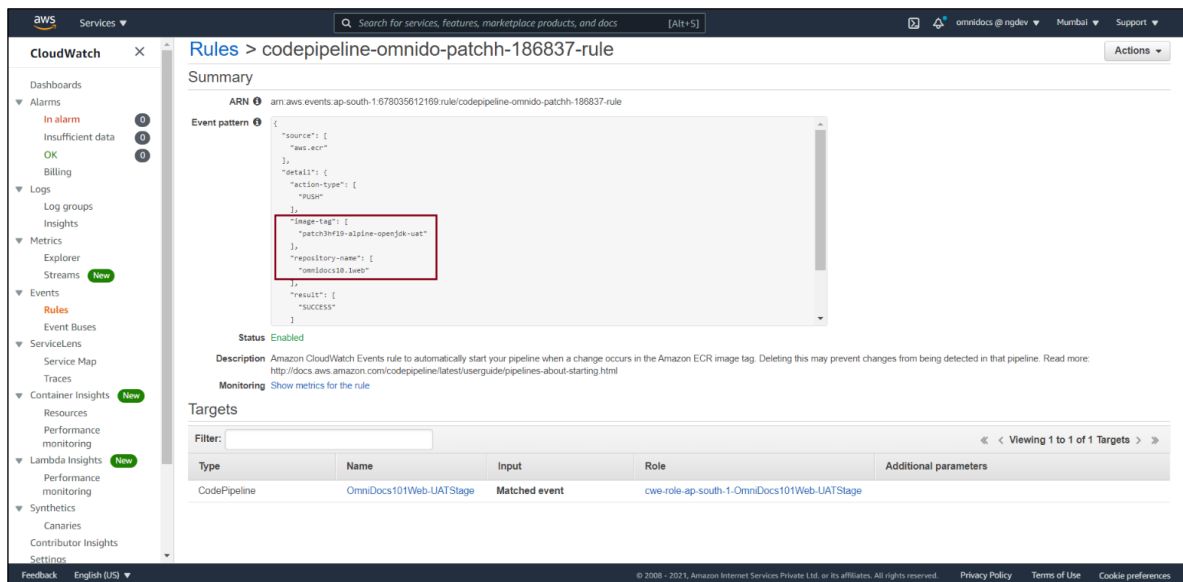 aws Services ▼ Search for services, features, marketplace products, and docs [Alt+S] omnidocs @ ngdev ▼ Mumbai ▼ Support ▼
CloudWatch ×
Dashboards
Alarms
In alarm 0
Insufficient data 0
OK 0
Billing
Logs
Log groups
Insights
Metrics
Explorer
Streams New
Events
Rules
Event Buses
ServiceLens
Service Map
Traces
Container Insights New
Resources
Performance
monitoring
Lambda Insights New
Performance
monitoring
Synthetics
Canaries
Contributor Insights
Settings
Rules > codepipeline-omnido-patchh-186837-rule
Actions
Summary
ARN arn:aws:events:ap-south-1:678035612169:rule/codepipeline-omnido-patchh-186837-rule
Event pattern {
"source": [
"aws.ecr"
],
"detail": {
"action-type": [
"PUSH"
],
"image-tag": [
"patch3hf19-alpine-openjdk-uat"
],
"repository-name": [
"omnidocs10.1web"
],
"result": [
"SUCCESS"
]
Status Enabled
Description Amazon CloudWatch Events rule to automatically start your pipeline when a change occurs in the Amazon ECR image tag. Deleting this may prevent changes from being detected in that pipeline. Read more:
http://docs.aws.amazon.com/codepipeline/latest/userguide/pipelines-about-starting.html
Monitoring Show metrics for the rule
Targets
Filter: « < Viewing 1 to 1 of 1 Targets > »
Type Name Input Role Additional parameters
CodePipeline OmniDocs101Web-UATStage Matched event cwe-role-ap-south-1-OmniDocs101Web-UATStage
Feedback English (US) ▼ © 2008 - 2021, Amazon Internet Services Private Ltd. or its affiliates. All rights reserved. Privacy Policy Terms of Use Cookie preferences